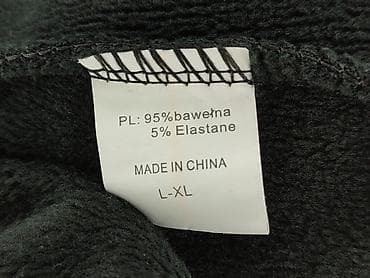 PL: 95%bawełna
5% Elastane
MADE IN CHINA
L-XL